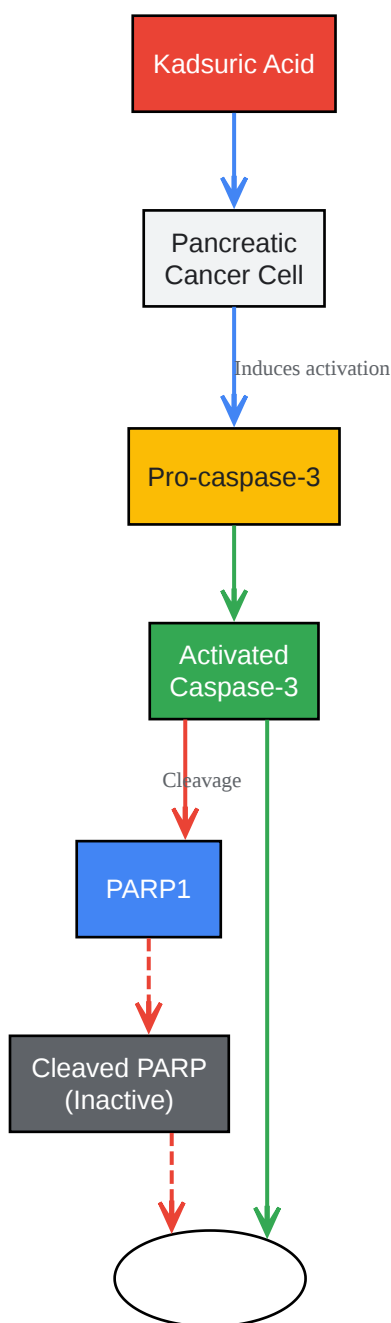 Kadsuric Acid
Pancreatic
Cancer Cell
Induces activation
Pro-caspase-3
Activated
Caspase-3
Cleavage
PARP1
Cleaved PARP
(Inactive)